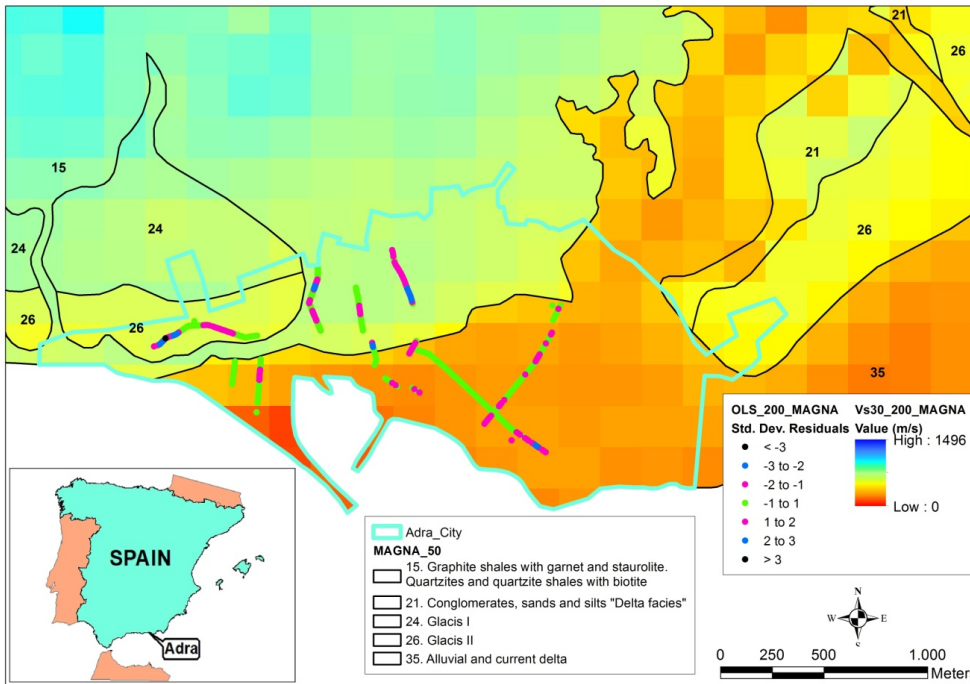 21
26
15
21
24
24
26
26
26
35
OLS_200_MAGNA Vs30_200_MAGNA
Std. Dev. Residuals Value (m/s)
< -3 High : 1496
-3 to -2
-2 to -1
-1 to 1
1 to 2 Low : 0
2 to 3
> 3
SPAIN
Adra
Adra_City
MAGNA_50
15. Graphite shales with garnet and staurolite.
Quartzites and quartzite shales with biotite
21. Conglomerates, sands and silts "Delta facies"
24. Glacis I
26. Glacis II
35. Alluvial and current delta
N
W E
S
0 250 500 1.000
Meter